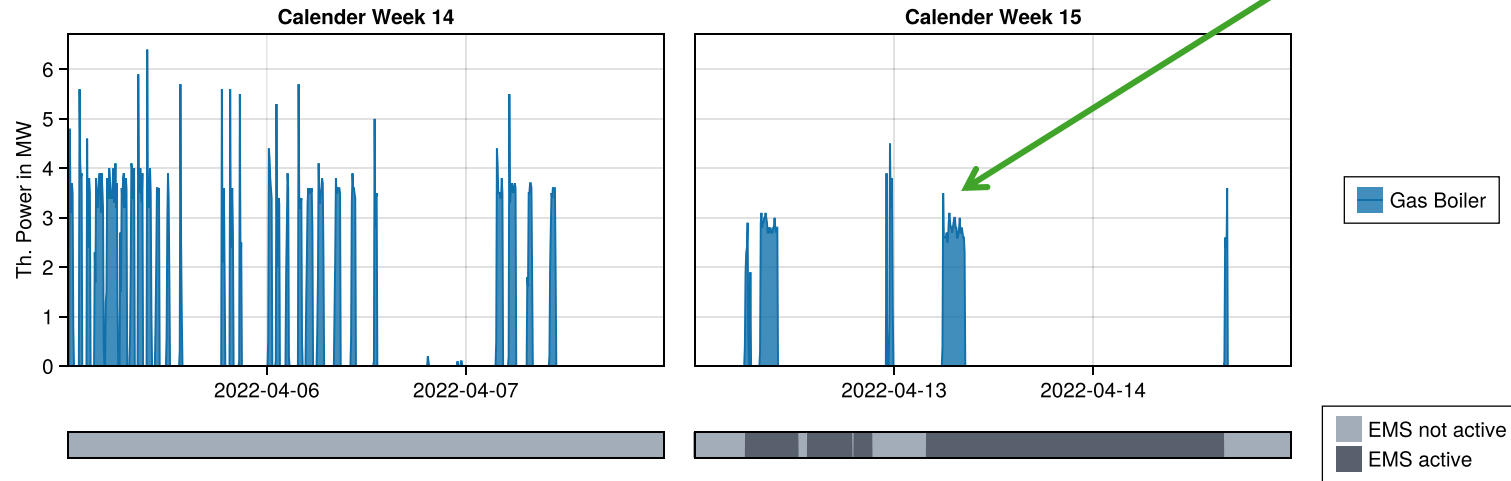 Calender Week 14
Calender Week 15
Th. Power in MW
6
5
4
3
2
1
0
2022-04-06
2022-04-07
2022-04-13
2022-04-14
Gas Boiler
EMS not active
EMS active